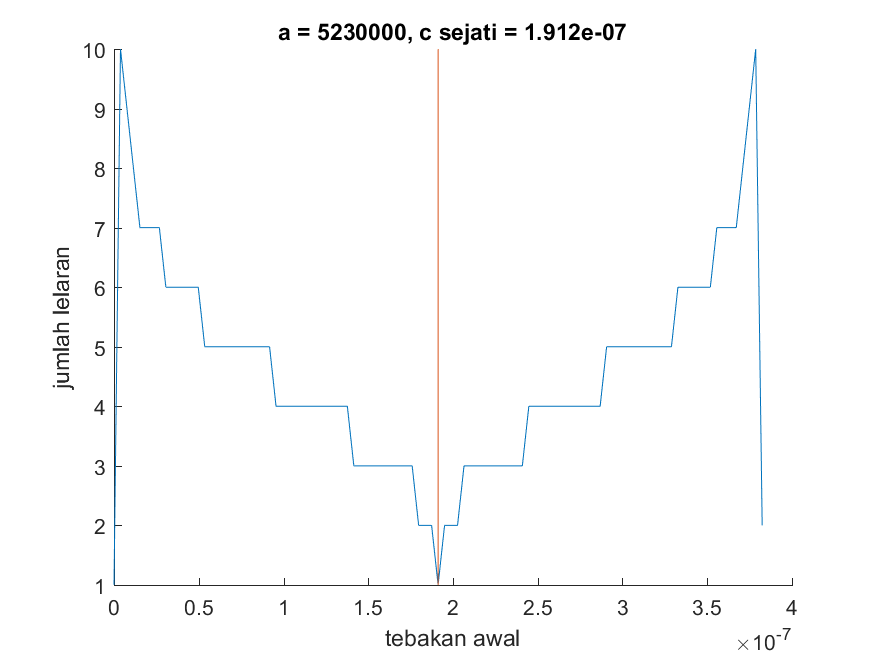 a = 5230000, c sejati = 1.912e-07
10
9
8
7
6
5
4
3
2
1
jumlah lelaran
0 0.5 1 1.5 2 2.5 3 3.5 4
tebakan awal
×10⁻⁷